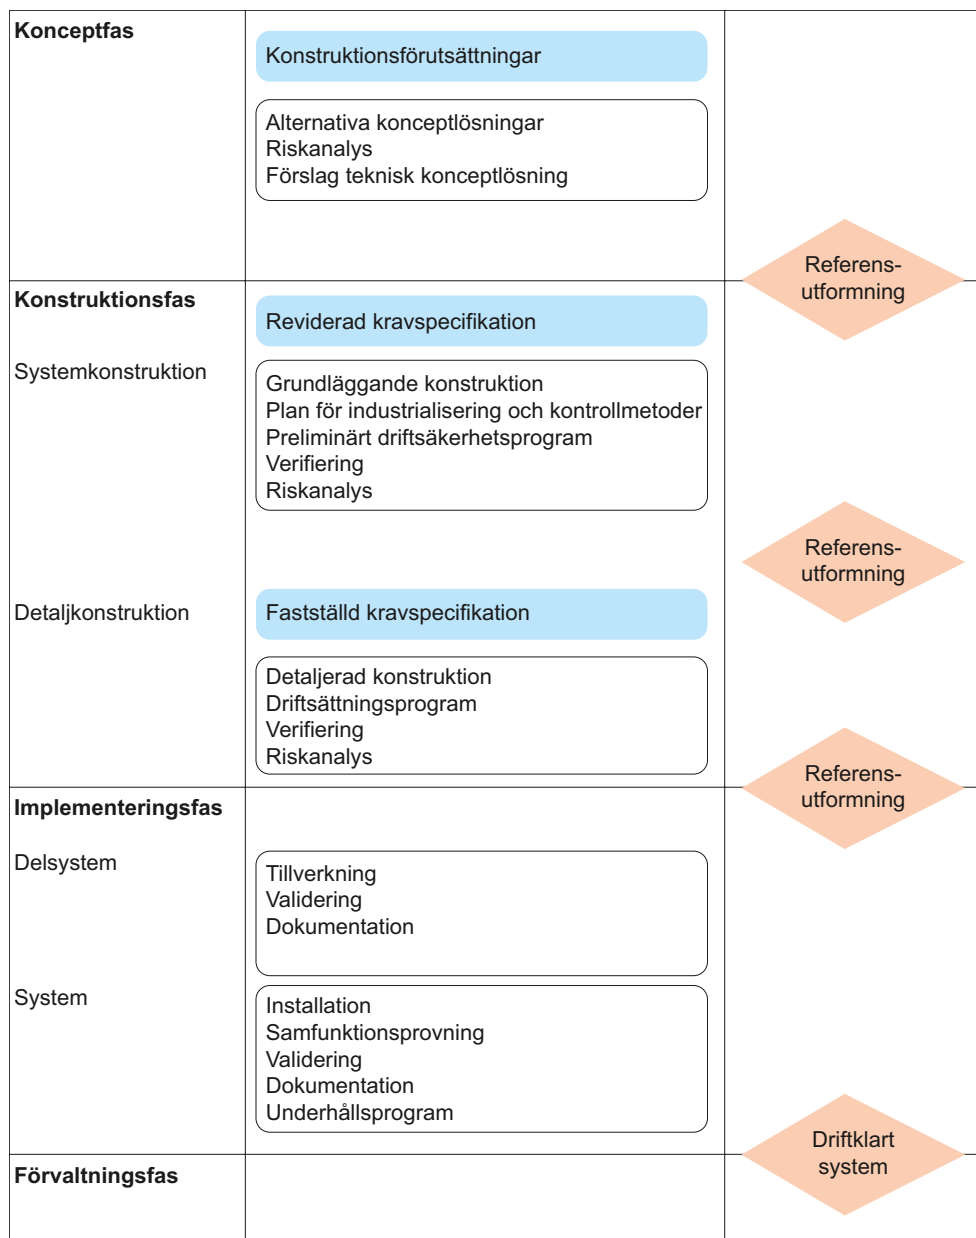 Konceptfas
Konstruktionsförutsättningar
Alternativa konceptlösningar
Riskanalys
Förslag teknisk konceptlösning
Referens-
utformning
Konstruktionsfas
Reviderad kravspecifikation
Systemkonstruktion
Grundläggande konstruktion
Plan för industrialisering och kontrollmetoder
Preliminärt driftsäkerhetsprogram
Verifiering
Riskanalys
Referens-
utformning
Detaljkonstruktion
Fastställd kravspecifikation
Detaljerad konstruktion
Driftsättningsprogram
Verifiering
Riskanalys
Referens-
utformning
Implementeringsfas
Delsystem
Tillverkning
Validering
Dokumentation
System
Installation
Samfunktionsprovning
Validering
Dokumentation
Underhållsprogram
Driftklart
system
Förvaltningsfas